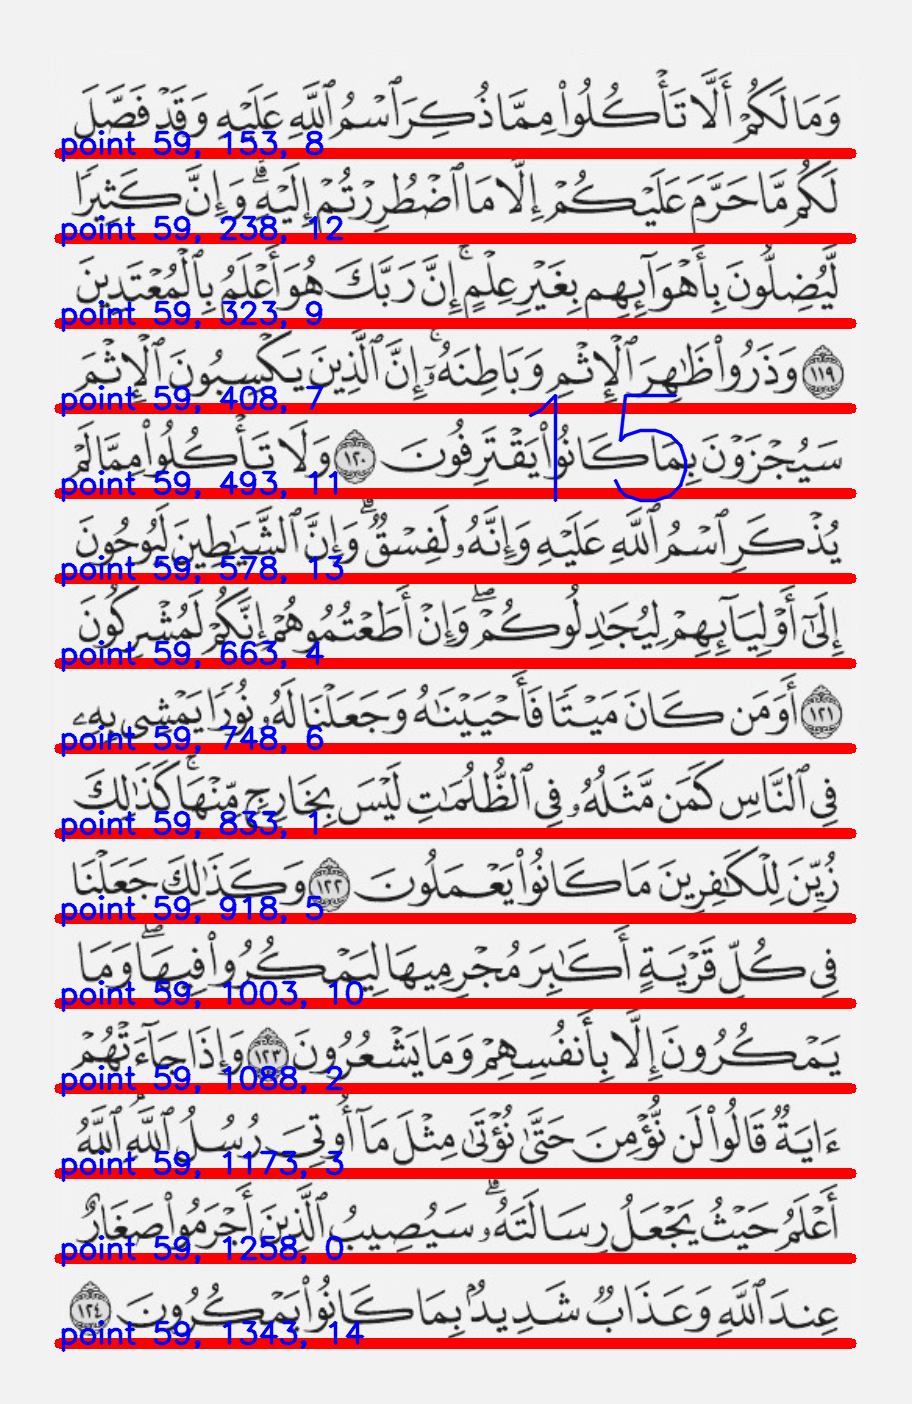 وَمَا لَكُمْ أَلَّا تَأْكُلُوا۟ مِمَّا ذُكِرَ ٱسْمُ ٱللَّهِ عَلَيْهِ وَقَدْ فَصَّلَ
point 59, 153, 8
لَكُم مَّا حَرَّمَ عَلَيْكُمْ إِلَّا مَا ٱضْطُرِرْتُمْ إِلَيْهِ ۗ وَإِنَّ كَثِيرًا
point 59, 238, 12
لَّيُضِلُّونَ بِأَهْوَآئِهِم بِغَيْرِ عِلْمٍ ۗ إِنَّ رَبَّكَ هُوَ أَعْلَمُ بِٱلْمُعْتَدِينَ
point 59, 323, 9
١١٩ وَذَرُوا۟ ظَـٰهِرَ ٱلْإِثْمِ وَبَاطِنَهُۥٓ ۚ إِنَّ ٱلَّذِينَ يَكْسِبُونَ ٱلْإِثْمَ
point 59, 408, 7
15
سَيُجْزَوْنَ بِمَا كَانُوا۟ يَقْتَرِفُونَ ١٢٠ وَلَا تَأْكُلُوا۟ مِمَّا لَمْ
point 59, 493, 11
يُذْكَرِ ٱسْمُ ٱللَّهِ عَلَيْهِ وَإِنَّهُۥ لَفِسْقٌ ۗ وَإِنَّ ٱلشَّيَـٰطِينَ لَيُوحُونَ
point 59, 578, 13
إِلَىٰٓ أَوْلِيَآئِهِمْ لِيُجَـٰدِلُوكُمْ ۖ وَإِنْ أَطَعْتُمُوهُمْ إِنَّكُمْ لَمُشْرِكُونَ
point 59, 663, 4
١٢١ أَوَمَن كَانَ مَيْتًا فَأَحْيَيْنَـٰهُ وَجَعَلْنَا لَهُۥ نُورًا يَمْشِى بِهِۦ
point 59, 748, 6
فِى ٱلنَّاسِ كَمَن مَّثَلُهُۥ فِى ٱلظُّلُمَـٰتِ لَيْسَ بِخَارِجٍ مِّنْهَا ۚ كَذَٰلِكَ
point 59, 833, 1
زُيِّنَ لِلْكَـٰفِرِينَ مَا كَانُوا۟ يَعْمَلُونَ ١٢٢ وَكَذَٰلِكَ جَعَلْنَا
point 59, 918, 5
فِى كُلِّ قَرْيَةٍ أَكَـٰبِرَ مُجْرِمِيهَا لِيَمْكُرُوا۟ فِيهَا ۖ وَمَا
point 59, 1003, 10
يَمْكُرُونَ إِلَّا بِأَنفُسِهِمْ وَمَا يَشْعُرُونَ ١٢٣ وَإِذَا جَآءَتْهُمْ
point 59, 1088, 2
ءَايَةٌ قَالُوا۟ لَن نُّؤْمِنَ حَتَّىٰ نُؤْتَىٰ مِثْلَ مَآ أُوتِىَ رُسُلُ ٱللَّهِ ۘ ٱللَّهُ
point 59, 1173, 3
أَعْلَمُ حَيْثُ يَجْعَلُ رِسَالَتَهُۥ ۗ سَيُصِيبُ ٱلَّذِينَ أَجْرَمُوا۟ صَغَارٌ
point 59, 1258, 0
عِندَ ٱللَّهِ وَعَذَابٌ شَدِيدٌۢ بِمَا كَانُوا۟ يَمْكُرُونَ ١٢٤
point 59, 1343, 14